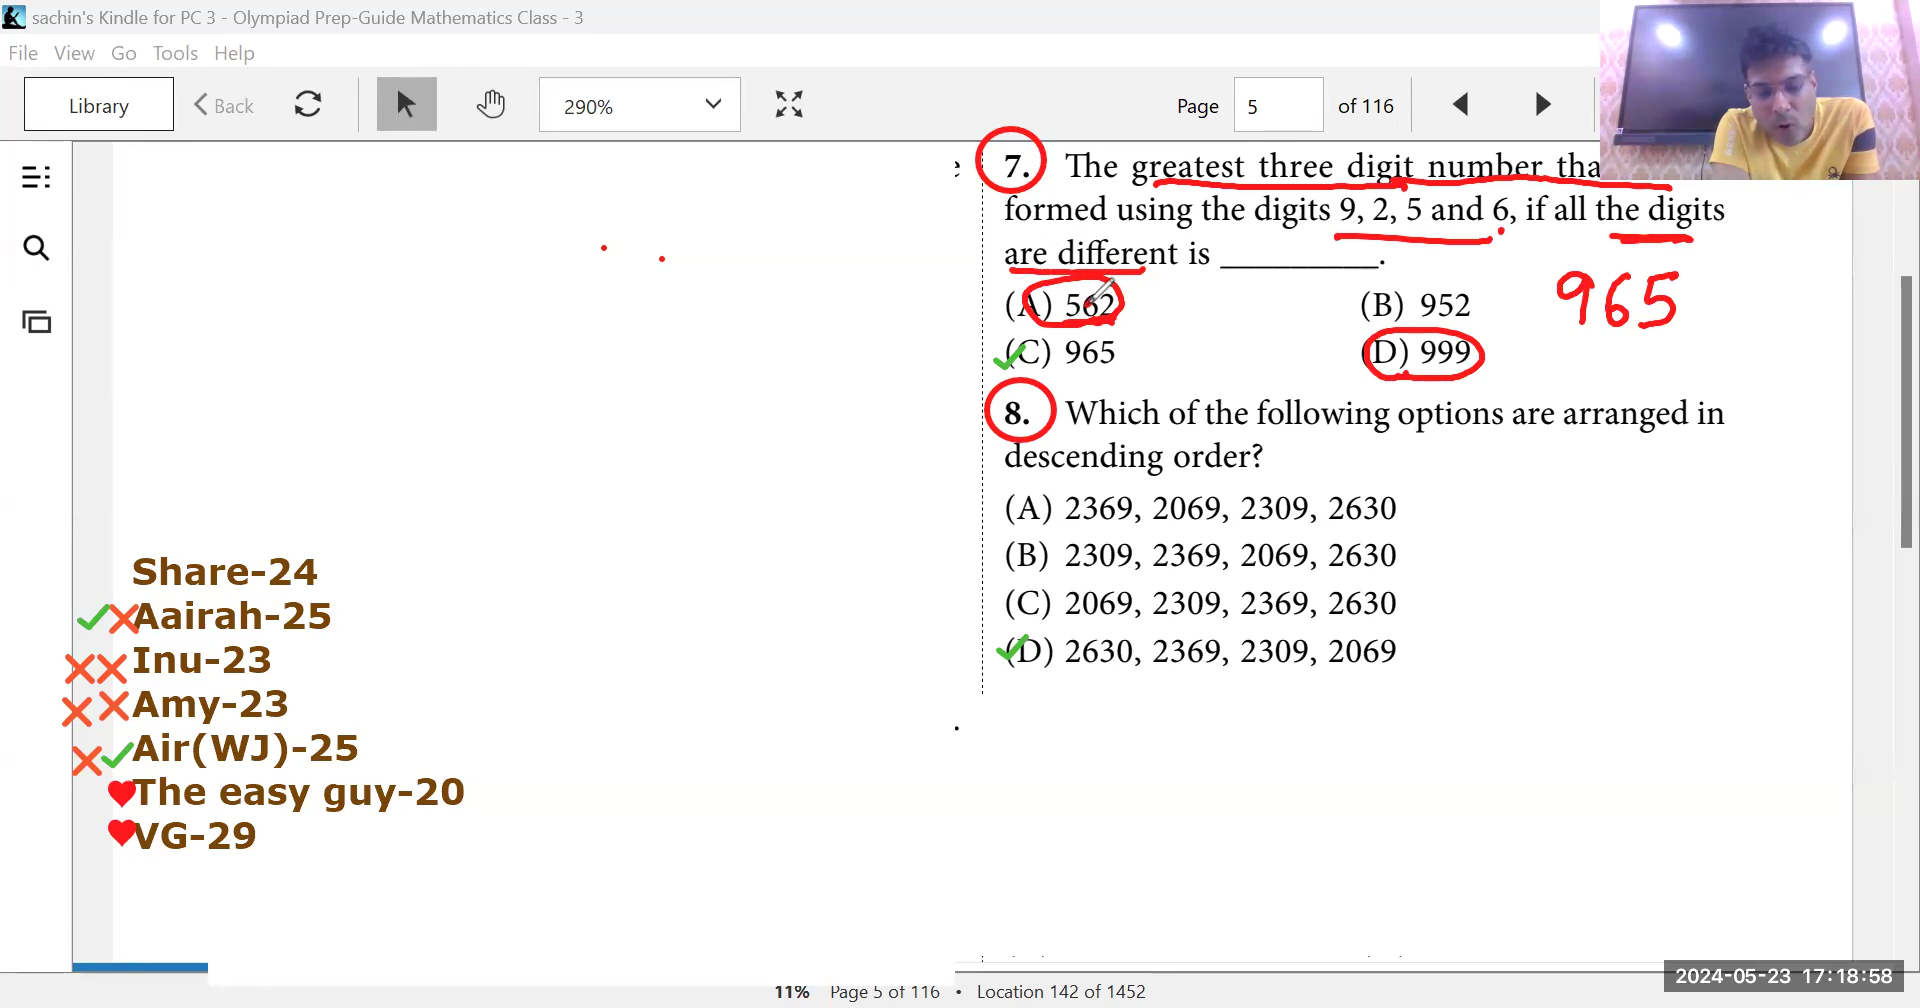 sachin's Kindle for PC 3 - Olympiad Prep-Guide Mathematics Class - 3
File View Go Tools Help
Library
Back
290%
Page 5 of 116
7. The greatest three digit number tha
formed using the digits 9, 2, 5 and 6, if all the digits
are different is __________.
(A) 562 (B) 952
965
(C) 965 (D) 999
8. Which of the following options are arranged in
descending order?
(A) 2369, 2069, 2309, 2630
(B) 2309, 2369, 2069, 2630
(C) 2069, 2309, 2369, 2630
(D) 2630, 2369, 2309, 2069
Share-24
Aairah-25
Inu-23
Amy-23
Air(WJ)-25
The easy guy-20
VG-29
2024-05-23 17:18:58
11% Page 5 of 116 • Location 142 of 1452